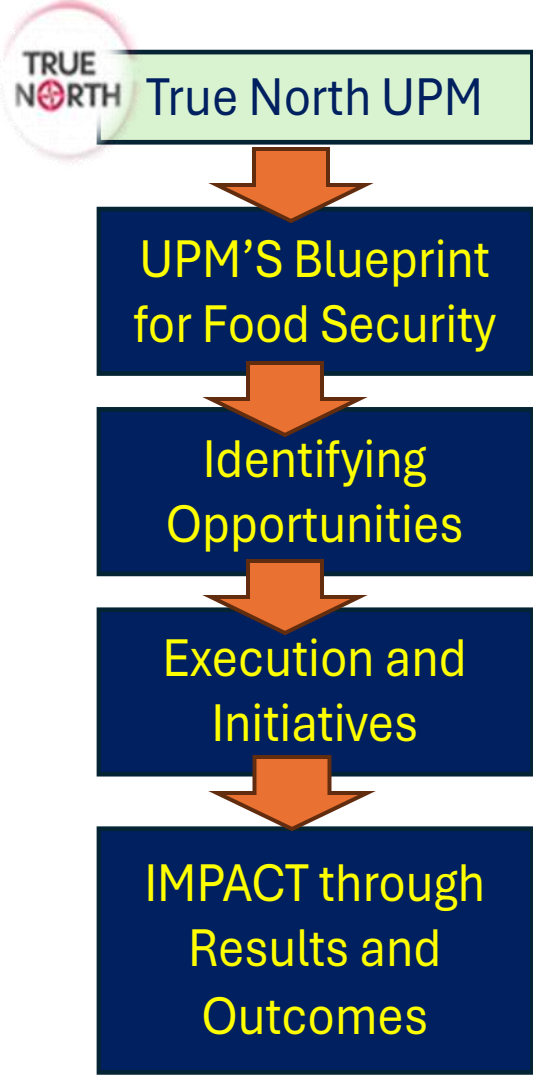 TRUE
NORTH
True North UPM
UPM’S Blueprint
for Food Security
Identifying
Opportunities
Execution and
Initiatives
IMPACT through
Results and
Outcomes